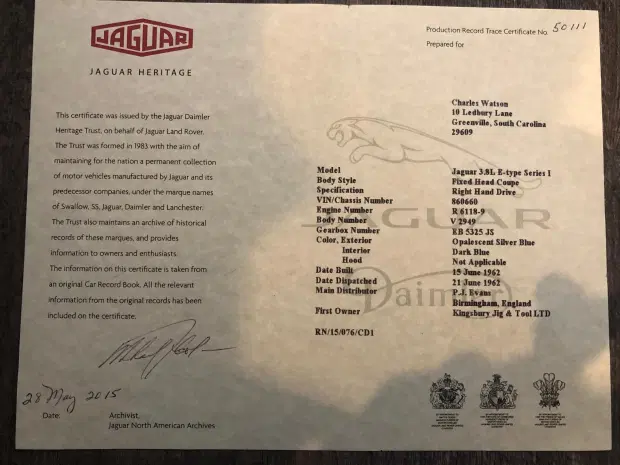 JAGUAR
JAGUAR HERITAGE
Production Record Trace Certificate No. 50111
Prepared for
Charles Watson
10 Ledbury Lane
Greenville, South Carolina
29609
This certificate was issued by the Jaguar Daimler
Heritage Trust, on behalf of Jaguar Land Rover.
The Trust was formed in 1983 with the aim of
maintaining for the nation a permanent collection
of motor vehicles manufactured by Jaguar and its
predecessor companies, under the marque names
of Swallow, SS, Jaguar, Daimler and Lanchester.
The Trust also maintains an archive of historical
records of these marques, and provides
information to owners and enthusiasts.
The information on this certificate is taken from
an original Car Record Book. All the relevant
information from the original records has been
included on the certificate.
Model Jaguar 3.8L E-type Series I
Body Style Fixed Head Coupe
Specification Right Hand Drive
VIN/Chassis Number 860660
Engine Number R 6118-9
Body Number V 2949
Gearbox Number EB 5325 JS
Color, Exterior Opalescent Silver Blue
Interior Dark Blue
Hood Not Applicable
Date Built 15 June 1962
Date Dispatched 21 June 1962
Main Distributor P.J. Evans
Birmingham, England
First Owner Kingsbury Jig & Tool LTD
RN/15/076/CD1
JAGUAR
Daimler
28 May 2015
Date
Archivist,
Jaguar North American Archives